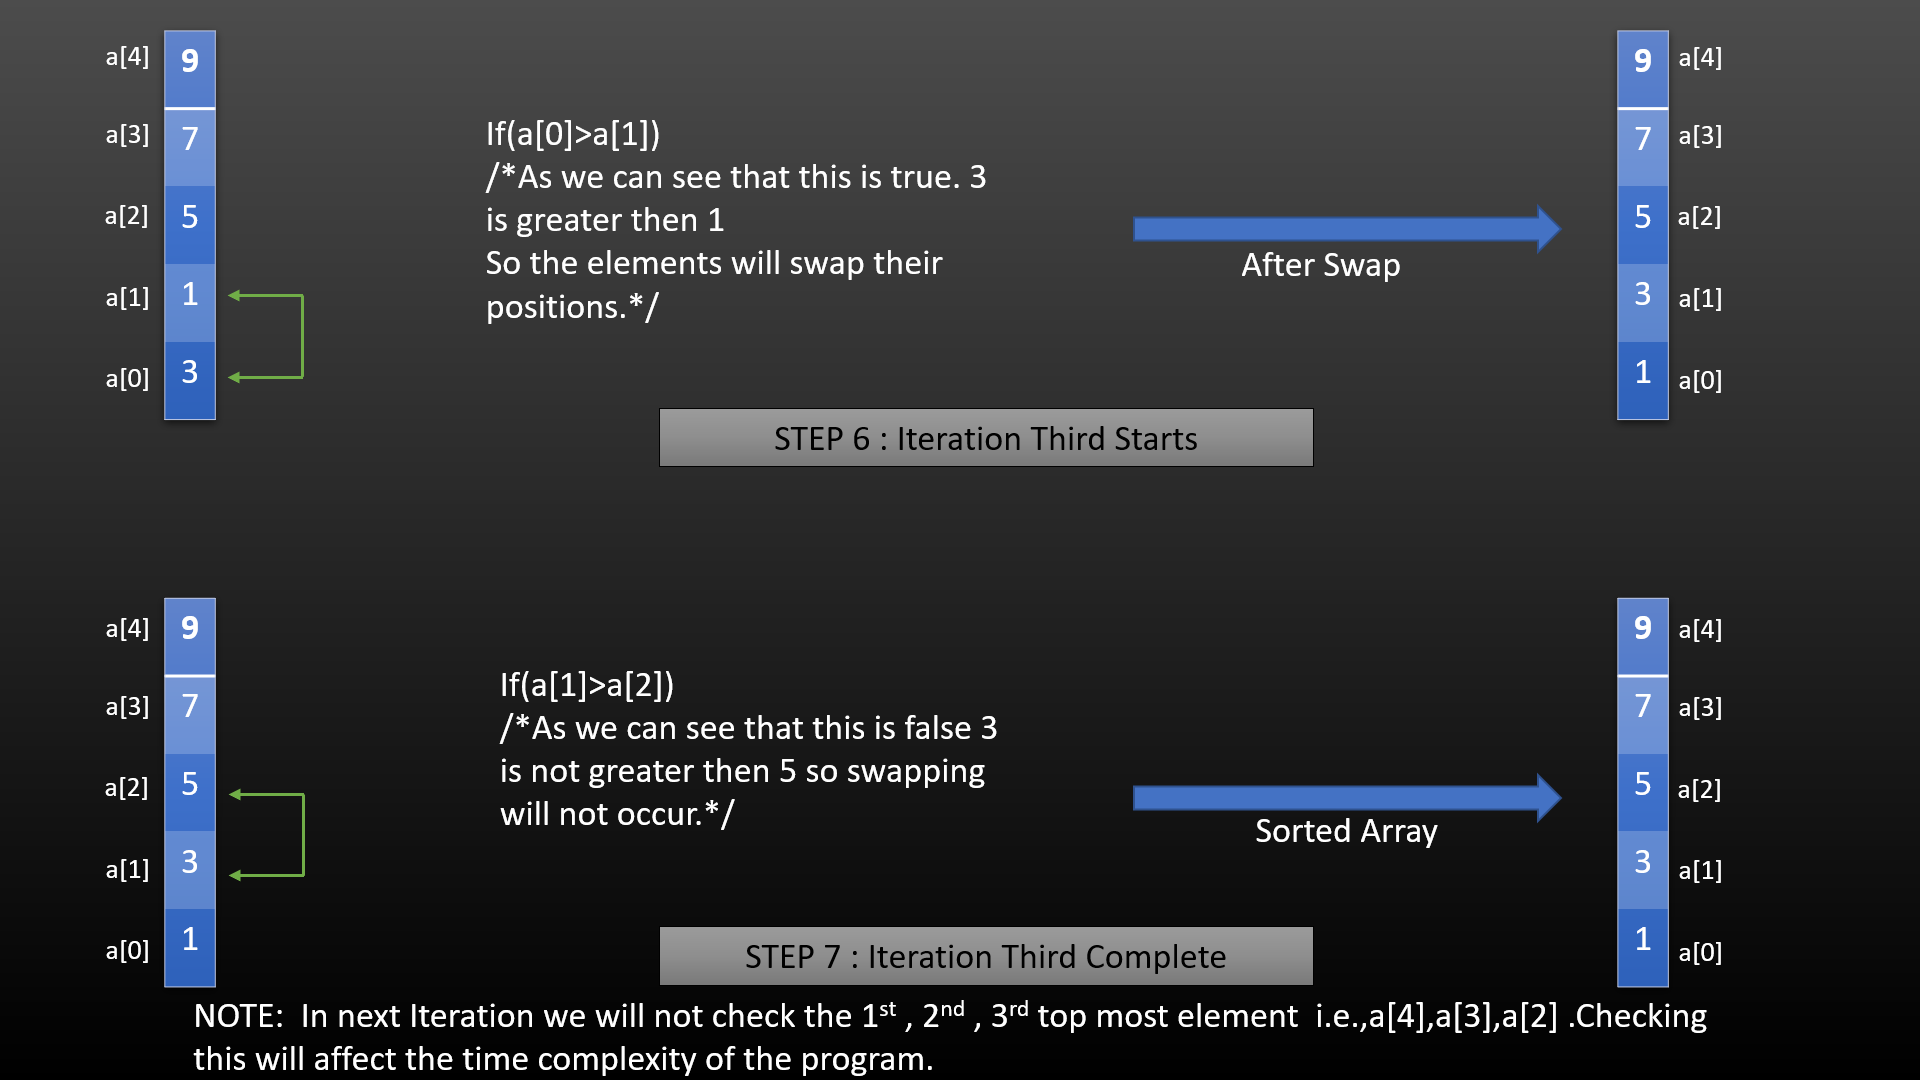 a[4] 9
a[3] 7
a[2] 5
a[1] 1
a[0] 3
If(a[0]>a[1])
/*As we can see that this is true. 3
is greater then 1
So the elements will swap their
positions.*/
After Swap
9 a[4]
7 a[3]
5 a[2]
3 a[1]
1 a[0]
STEP 6 : Iteration Third Starts
a[4] 9
a[3] 7
a[2] 5
a[1] 3
a[0] 1
If(a[1]>a[2])
/*As we can see that this is false 3
is not greater then 5 so swapping
will not occur.*/
Sorted Array
9 a[4]
7 a[3]
5 a[2]
3 a[1]
1 a[0]
STEP 7 : Iteration Third Complete
NOTE:  In next Iteration we will not check the 1st , 2nd , 3rd top most element  i.e.,a[4],a[3],a[2] .Checking
this will affect the time complexity of the program.